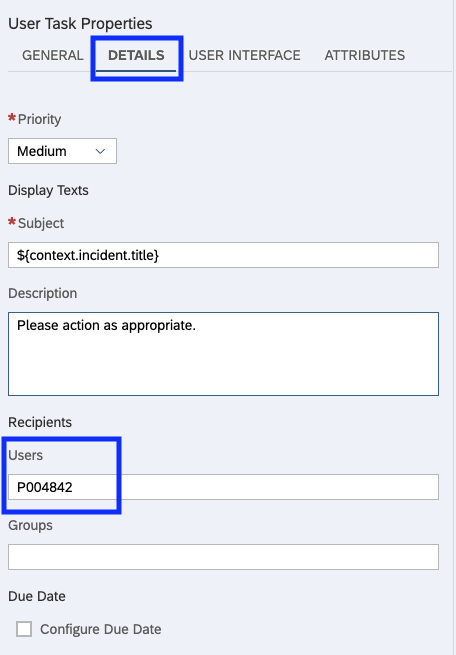 User Task Properties
GENERAL DETAILS USER INTERFACE ATTRIBUTES
*Priority
Medium
Display Texts
*Subject
${context.incident.title}
Description
Please action as appropriate.
Recipients
Users
P004842
Groups
Due Date
Configure Due Date